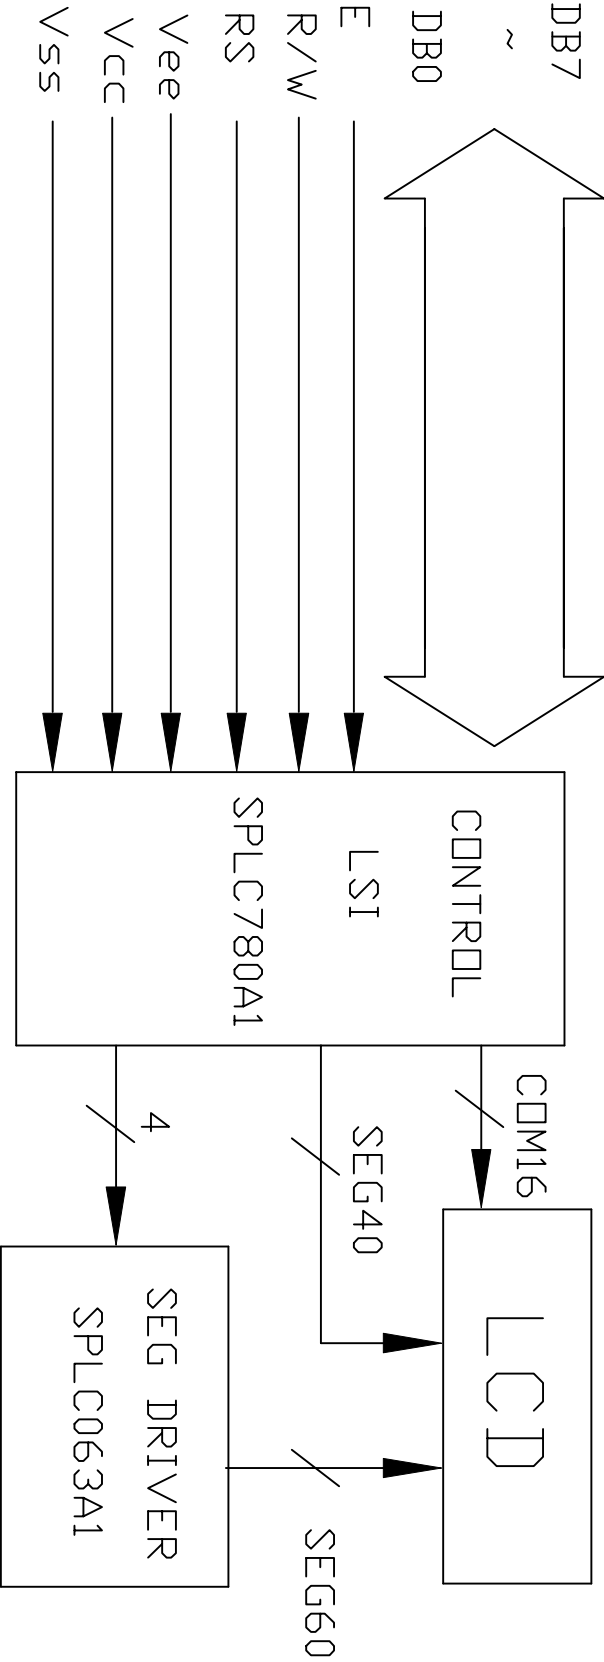 DB7
~
DB0
E
R/W
RS
Vee
Vcc
Vss
CONTROL
LSI
SPLC780A1
COM16
SEG40
4
LCD
SEG DRIVER
SPLC063A1
SEG60